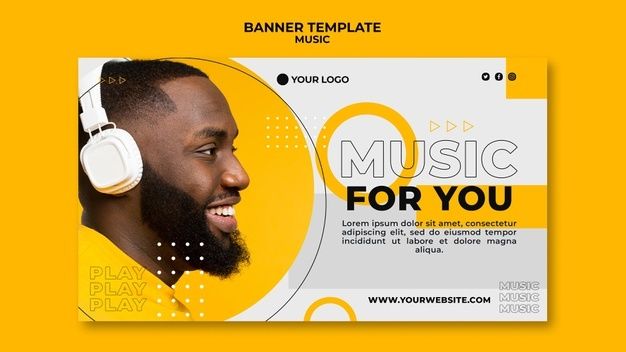 BANNER TEMPLATE
MUSIC
YOUR LOGO
MUSIC
FOR YOU
Lorem ipsum dolor sit amet, consectetur
adipiscing elit, sed do eiusmod tempor
incididunt ut labore et dolore magna
aliqua.
PLAY
PLAY
PLAY
WWW.YOURWEBSITE.COM
MUSIC
MUSIC
MUSIC